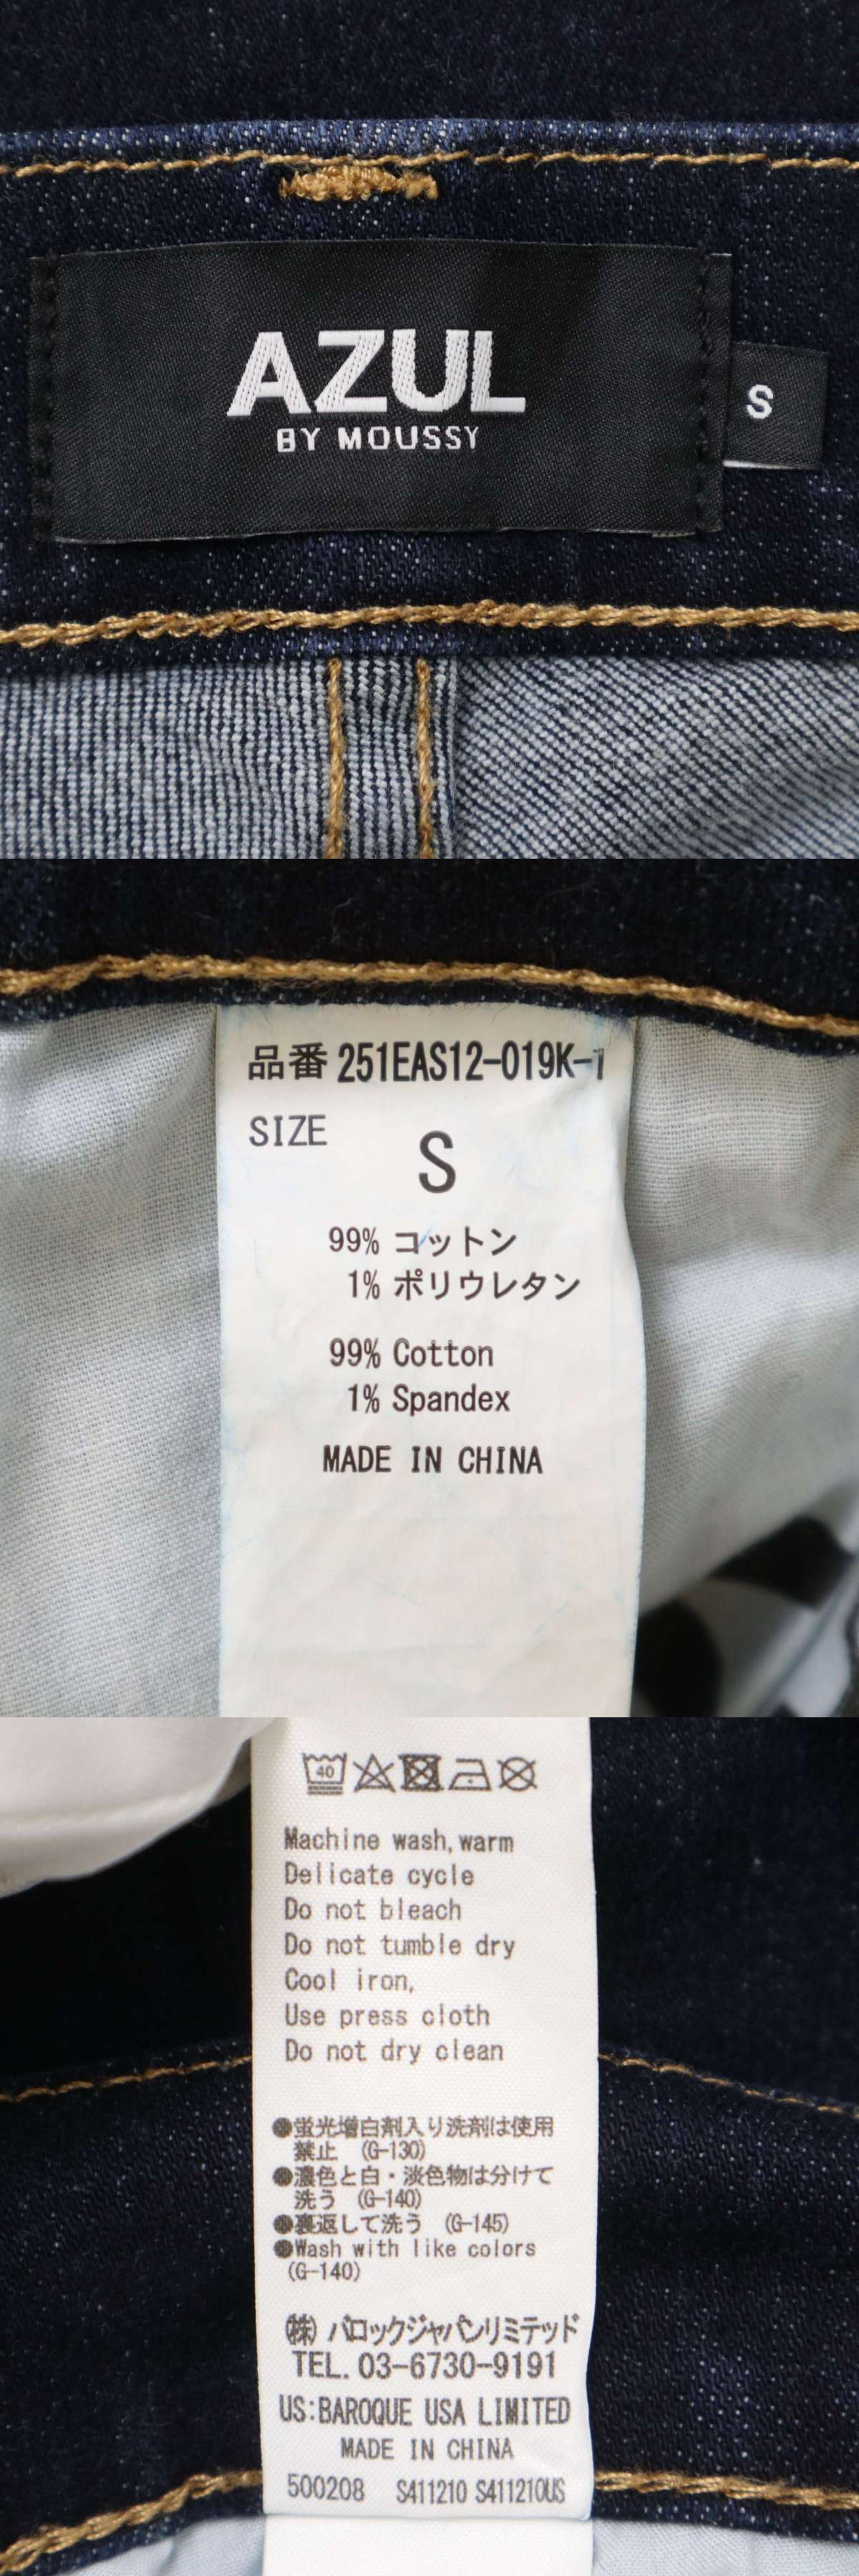 AZUL
BY MOUSSY
S
品番 251EAS12-019K-1
SIZE
S
99% コットン
1% ポリウレタン
99% Cotton
1% Spandex
MADE IN CHINA
40
Machine wash,warm
Delicate cycle
Do not bleach
Do not tumble dry
Cool iron,
Use press cloth
Do not dry clean
●蛍光増白剤入り洗剤は使用
禁止 (G-130)
●濃色と白・淡色物は分けて
洗う (G-140)
●裏返して洗う (G-145)
●Wash with like colors
(G-140)
㈱ バロックジャパンリミテッド
TEL. 03-6730-9191
US:BAROQUE USA LIMITED
MADE IN CHINA
500208 S411210 S411210US